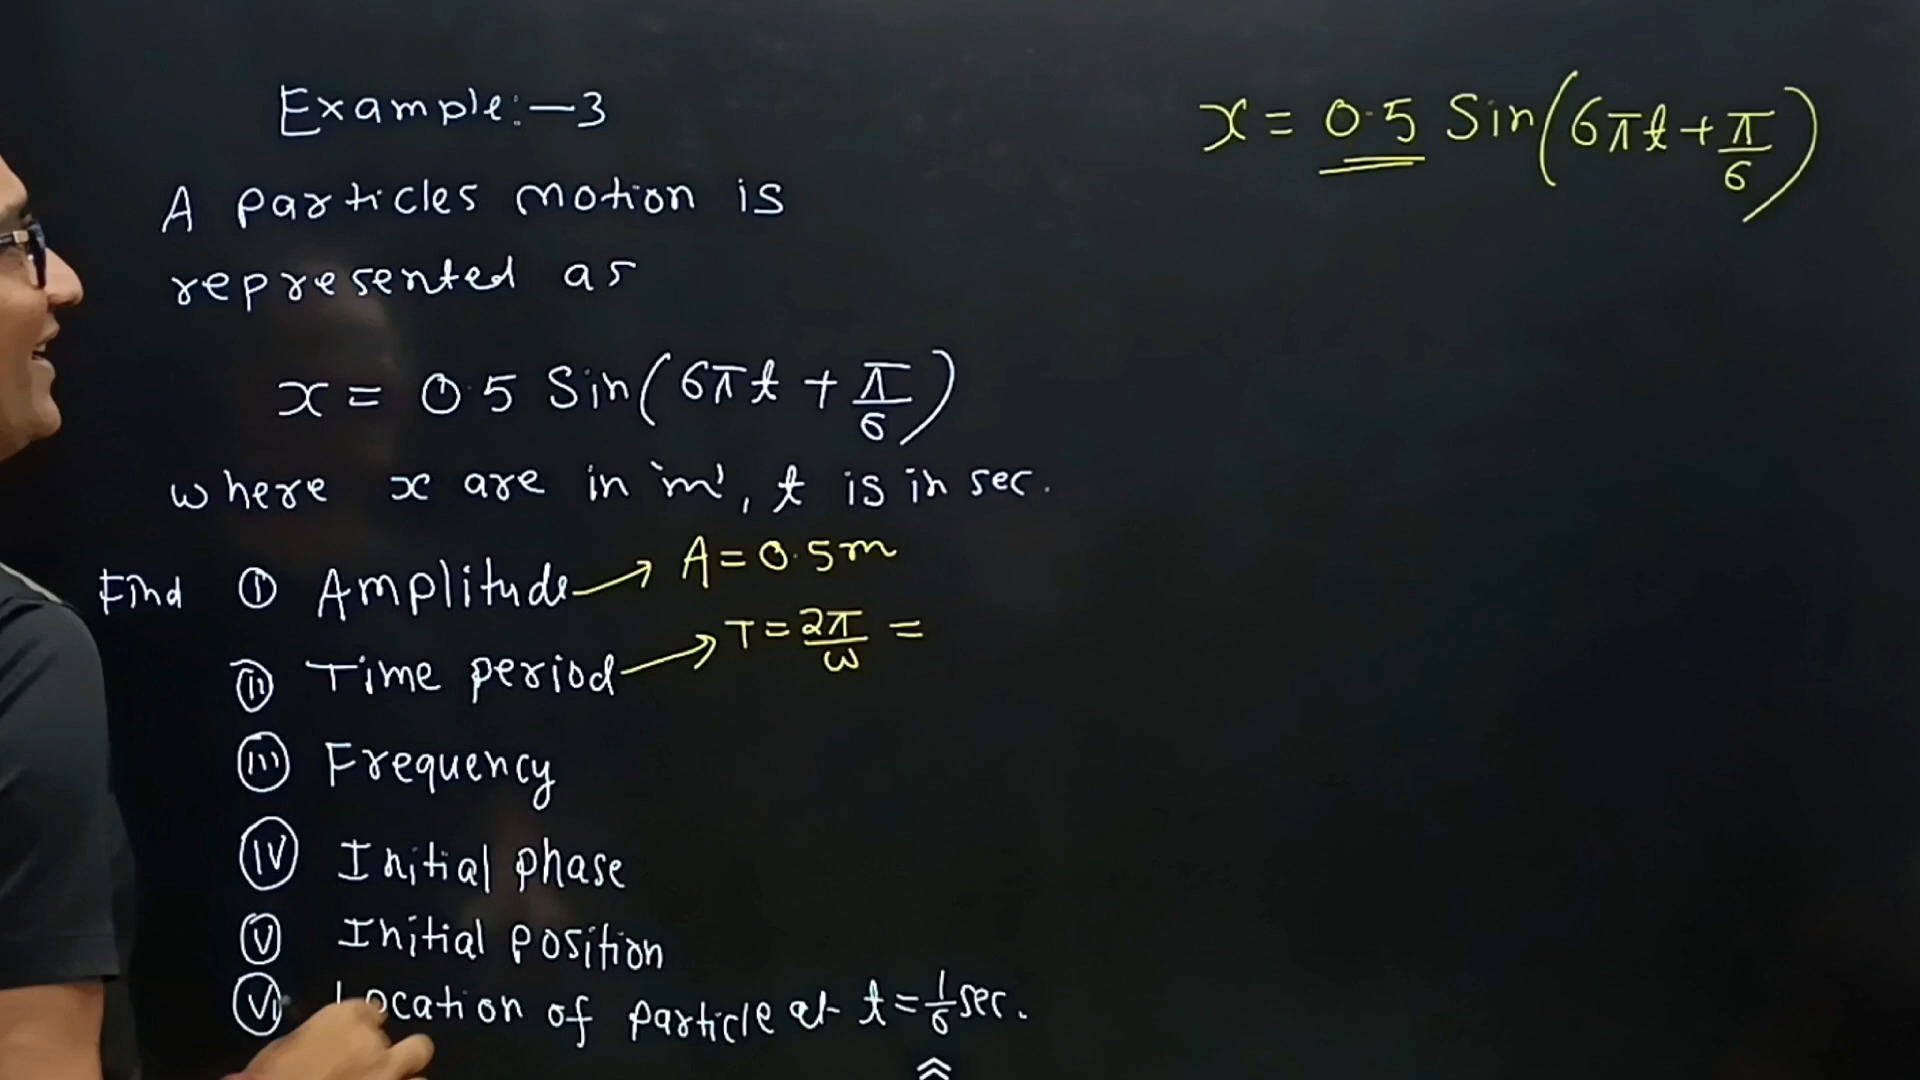 Example:-3
A particles motion is
represented as
x = 0.5 Sin(6πt + π/6)
where x are in 'm', t is in sec.
Find ① Amplitude → A = 0.5m
(ii) Time period → T = 2π/ω =
(iii) Frequency
(iv) Initial phase
(v) Initial position
(vi) Location of particle at t = 1/6 sec.
x = 0.5 Sin(6πt + π/6)